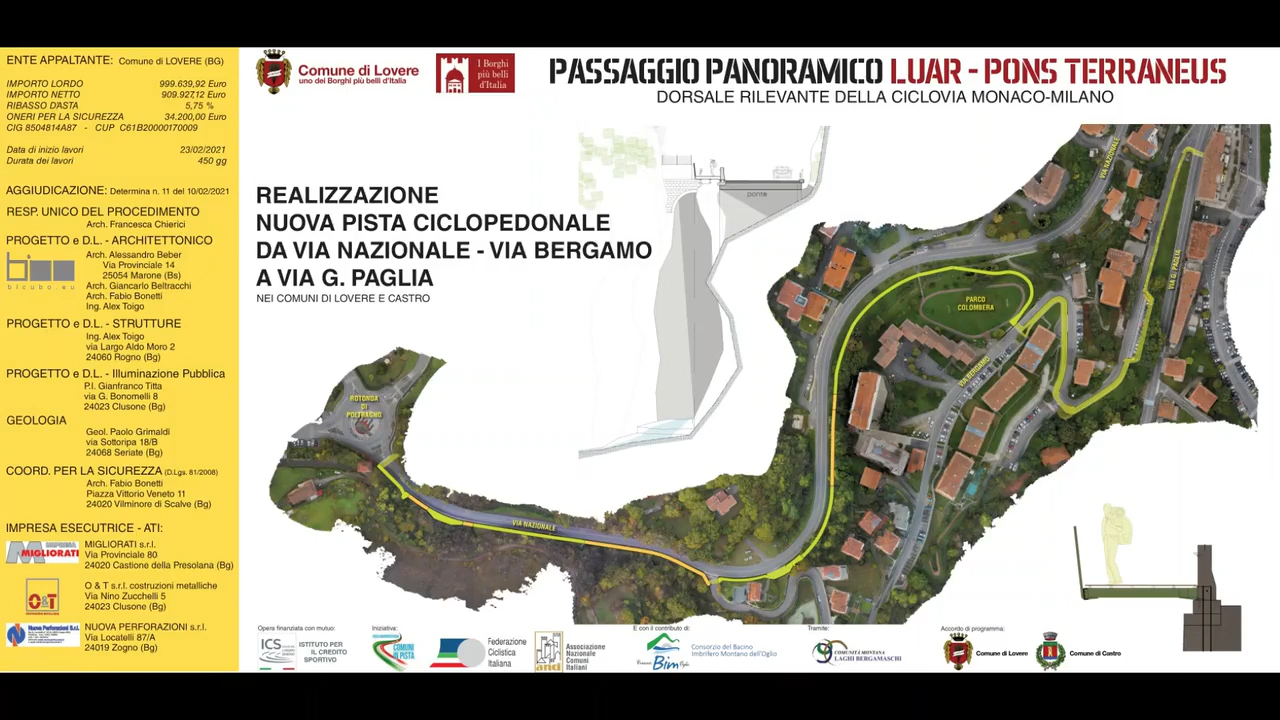 ENTE APPALTANTE: Comune di LOVERE (BG)
IMPORTO LORDO 999.639,92 Euro
IMPORTO NETTO 909.927,12 Euro
RIBASSO D'ASTA 5,75 %
ONERI PER LA SICUREZZA 34.200,00 Euro
CIG 8504814A87 - CUP C61B20000170009
Data di inizio lavori 23/02/2021
Durata dei lavori 450 gg
AGGIUDICAZIONE: Determina n. 11 del 10/02/2021
RESP. UNICO DEL PROCEDIMENTO
Arch. Francesca Chierici
PROGETTO e D.L. - ARCHITETTONICO
bicubo.eu
Arch. Alessandro Beber
Via Provinciale 14
25054 Marone (Bs)
Arch. Giancarlo Beltracchi
Arch. Fabio Bonetti
Ing. Alex Toigo
PROGETTO e D.L. - STRUTTURE
Ing. Alex Toigo
via Largo Aldo Moro 2
24060 Rogno (Bg)
PROGETTO e D.L. - Illuminazione Pubblica
P.I. Gianfranco Titta
via G. Bonomelli 8
24023 Clusone (Bg)
GEOLOGIA
Geol. Paolo Grimaldi
via Sottoripa 18/B
24068 Seriate (Bg)
COORD. PER LA SICUREZZA (D.Lgs. 81/2008)
Arch. Fabio Bonetti
Piazza Vittorio Veneto 11
24020 Vilminore di Scalve (Bg)
IMPRESA ESECUTRICE - ATI:
IMPRESA
MIGLIORATI
MIGLIORATI s.r.l.
Via Provinciale 80
24020 Castione della Presolana (Bg)
O&T
O & T s.r.l. costruzioni metalliche
Via Nino Zucchelli 5
24023 Clusone (Bg)
Nuova Perforazioni S.r.l.
NUOVA PERFORAZIONI s.r.l.
Via Locatelli 87/A
24019 Zogno (Bg)
Comune di Lovere
uno dei Borghi più belli d'Italia
I Borghi
più belli
d'Italia
PASSAGGIO PANORAMICO LUAR - PONS TERRANEUS
DORSALE RILEVANTE DELLA CICLOVIA MONACO-MILANO
REALIZZAZIONE
NUOVA PISTA CICLOPEDONALE
DA VIA NAZIONALE - VIA BERGAMO
A VIA G. PAGLIA
NEI COMUNI DI LOVERE E CASTRO
ponte
VIA NAZIONALE
VIA G. PAGLIA
PARCO
COLOMBERA
VIA BERGAMO
ROTONDA
DI
POLTRAGNO
VIA NAZIONALE
Opera finanziata con mutuo:
ICS
ISTITUTO PER
IL CREDITO
SPORTIVO
Iniziativa:
COMUNI
IN PISTA
Federazione
Ciclistica
Italiana
anci
Associazione
Nazionale
Comuni
Italiani
E con il contributo di:
Bim
Consorzio del Bacino
Imbrifero Montano dell'Oglio
Tramite:
COMUNITÀ MONTANA
LAGHI BERGAMASCHI
Accordo di programma:
Comune di Lovere
Comune di Castro